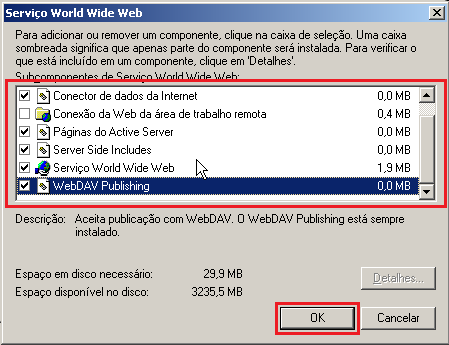 Serviço World Wide Web
Para adicionar ou remover um componente, clique na caixa de seleção. Uma caixa
sombreada significa que apenas parte do componente será instalada. Para verificar o
que está incluído em um componente, clique em 'Detalhes'.
Subcomponentes de Serviço World Wide Web:
Conector de dados da Internet 0,0 MB
Conexão da Web da área de trabalho remota 0,4 MB
Páginas do Active Server 0,0 MB
Server Side Includes 0,0 MB
Serviço World Wide Web 1,9 MB
WebDAV Publishing 0,0 MB
Descrição: Aceita publicação com WebDAV. O WebDAV Publishing está sempre
instalado.
Espaço em disco necessário: 29,9 MB
Espaço disponível no disco: 3235,5 MB
Detalhes...
OK Cancelar